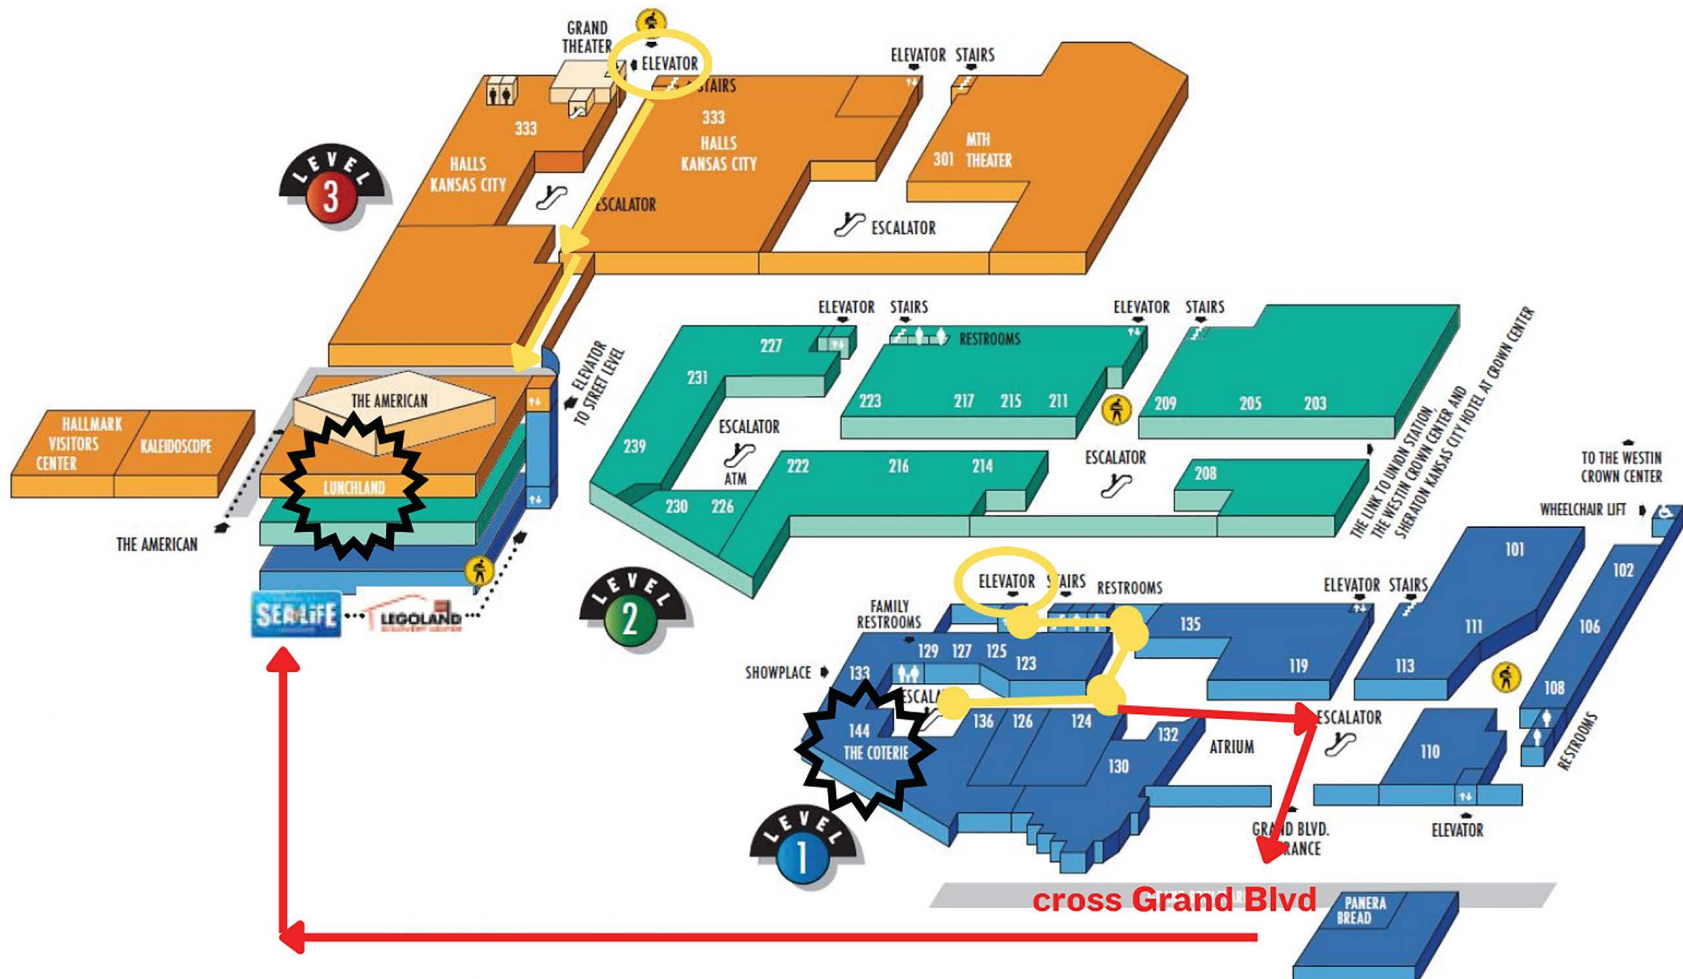 GRAND
THEATER
ELEVATOR
STAIRS
ELEVATOR STAIRS
333
HALLS
KANSAS CITY
333
HALLS
KANSAS CITY
301 MTH
THEATER
LEVEL
3
ESCALATOR
ESCALATOR
ELEVATOR
TO STREET LEVEL
THE AMERICAN
HALLMARK
VISITORS
CENTER
KALEIDOSCOPE
LUNCHLAND
THE AMERICAN
SEA LIFE
LEGOLAND
ELEVATOR STAIRS
RESTROOMS
ELEVATOR STAIRS
227
231
239
ESCALATOR
ATM
230 226
223 217 215 211
222 216 214
209 205 203
ESCALATOR
208
THE LINK TO UNION STATION,
THE WESTIN CROWN CENTER AND
SHERATON KANSAS CITY HOTEL AT CROWN CENTER
LEVEL
2
TO THE WESTIN
CROWN CENTER
WHEELCHAIR LIFT
ELEVATOR STAIRS RESTROOMS
ELEVATOR STAIRS
FAMILY
RESTROOMS
SHOWPLACE
133 129 127 125 123
135
119
113 111 101
102
106
108
RESTROOMS
144
THE COTERIE
136 126 124
132
130
ATRIUM
ESCALATOR
110
ELEVATOR
GRAND BLVD.
LEVEL
1
cross Grand Blvd
PANERA
BREAD